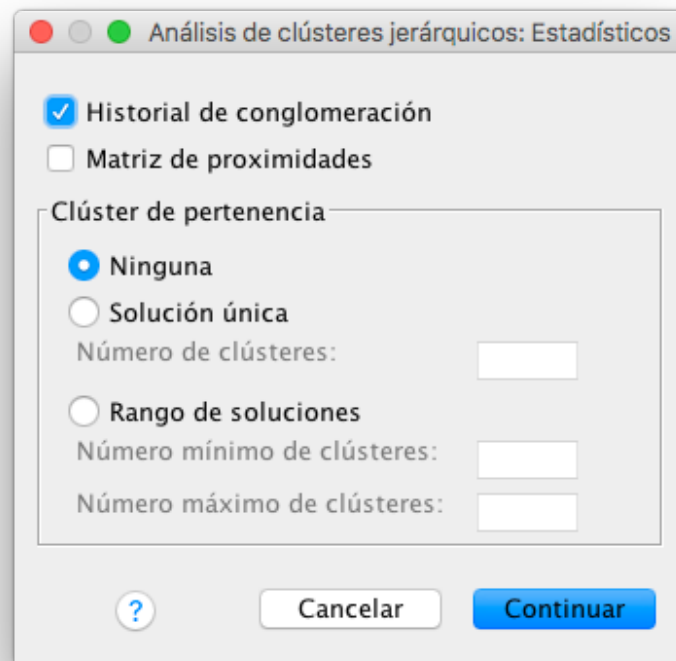 Análisis de clústeres jerárquicos: Estadísticos
Historial de conglomeración
Matriz de proximidades
Clúster de pertenencia
Ninguna
Solución única
Número de clústeres:
Rango de soluciones
Número mínimo de clústeres:
Número máximo de clústeres:
? Cancelar Continuar